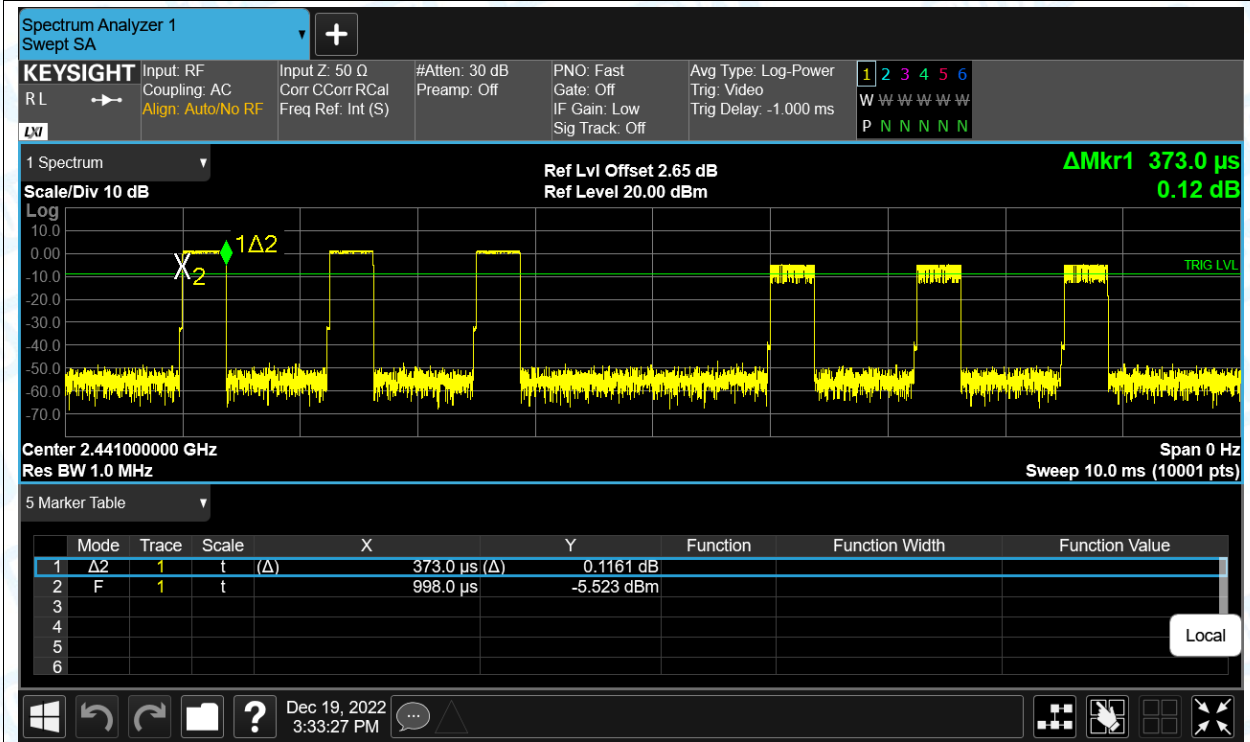 Spectrum Analyzer 1
Swept SA
+
KEYSIGHT Input: RF Input Z: 50 Ω #Atten: 30 dB PNO: Fast Avg Type: Log-Power 1 2 3 4 5 6
RL Coupling: AC Corr CCorr RCal Preamp: Off Gate: Off Trig: Video W W W W W W
Align: Auto/No RF Freq Ref: Int (S) IF Gain: Low Trig Delay: -1.000 ms P N N N N N
LXI Sig Track: Off
1 Spectrum Ref Lvl Offset 2.65 dB ΔMkr1 373.0 µs
Scale/Div 10 dB Ref Level 20.00 dBm 0.12 dB
Log
10.0
0.00 1Δ2
-10.0 2 TRIG LVL
-20.0
-30.0
-40.0
-50.0
-60.0
-70.0
Center 2.441000000 GHz Span 0 Hz
Res BW 1.0 MHz Sweep 10.0 ms (10001 pts)
5 Marker Table
Mode Trace Scale X Y Function Function Width Function Value
1 Δ2 1 t (Δ) 373.0 µs (Δ) 0.1161 dB
2 F 1 t 998.0 µs -5.523 dBm
3
4
5
6
Local
? Dec 19, 2022
3:33:27 PM